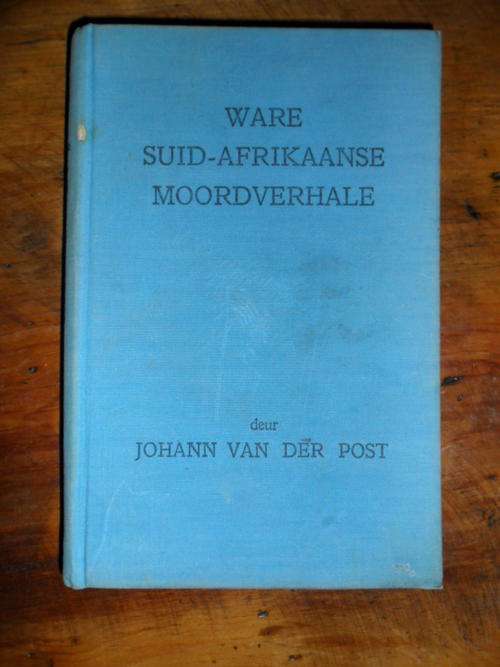 WARE
SUID-AFRIKAANSE
MOORDVERHALE
deur
JOHANN VAN DER POST